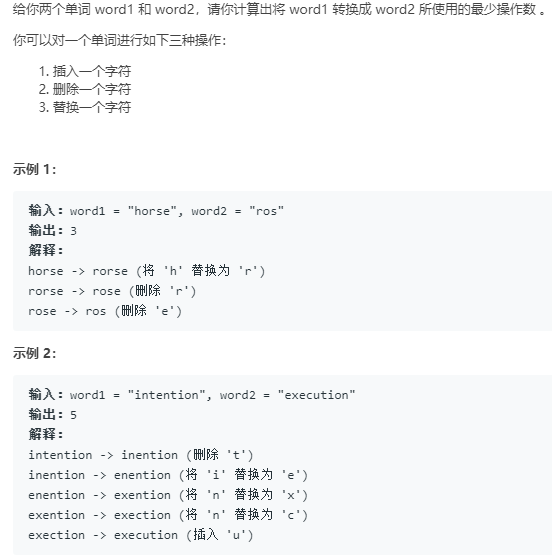 给你两个单词 word1 和 word2，请你计算出将 word1 转换成 word2 所使用的最少操作数 。
你可以对一个单词进行如下三种操作：
1. 插入一个字符
2. 删除一个字符
3. 替换一个字符
示例 1：
输入：word1 = "horse", word2 = "ros"
输出：3
解释：
horse -> rorse (将 'h' 替换为 'r')
rorse -> rose (删除 'r')
rose -> ros (删除 'e')
示例 2：
输入：word1 = "intention", word2 = "execution"
输出：5
解释：
intention -> inention (删除 't')
inention -> enention (将 'i' 替换为 'e')
enention -> exention (将 'n' 替换为 'x')
exention -> exection (将 'n' 替换为 'c')
exection -> execution (插入 'u')